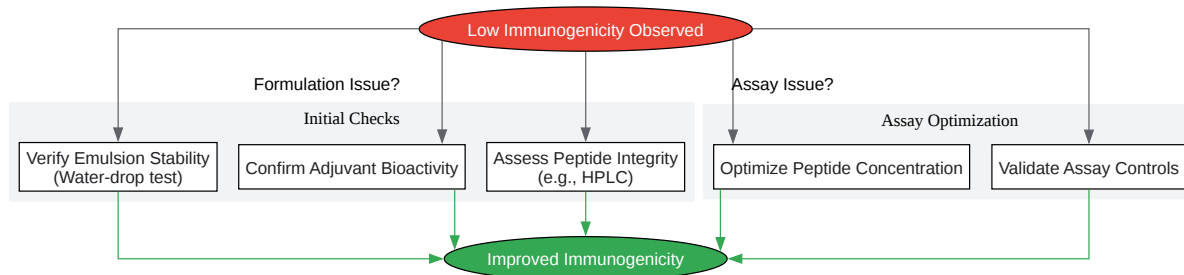 Low Immunogenicity Observed
Formulation Issue?
Assay Issue?
Initial Checks
Assay Optimization
Verify Emulsion Stability
(Water-drop test)
Confirm Adjuvant Bioactivity
Assess Peptide Integrity
(e.g., HPLC)
Optimize Peptide Concentration
Validate Assay Controls
Improved Immunogenicity